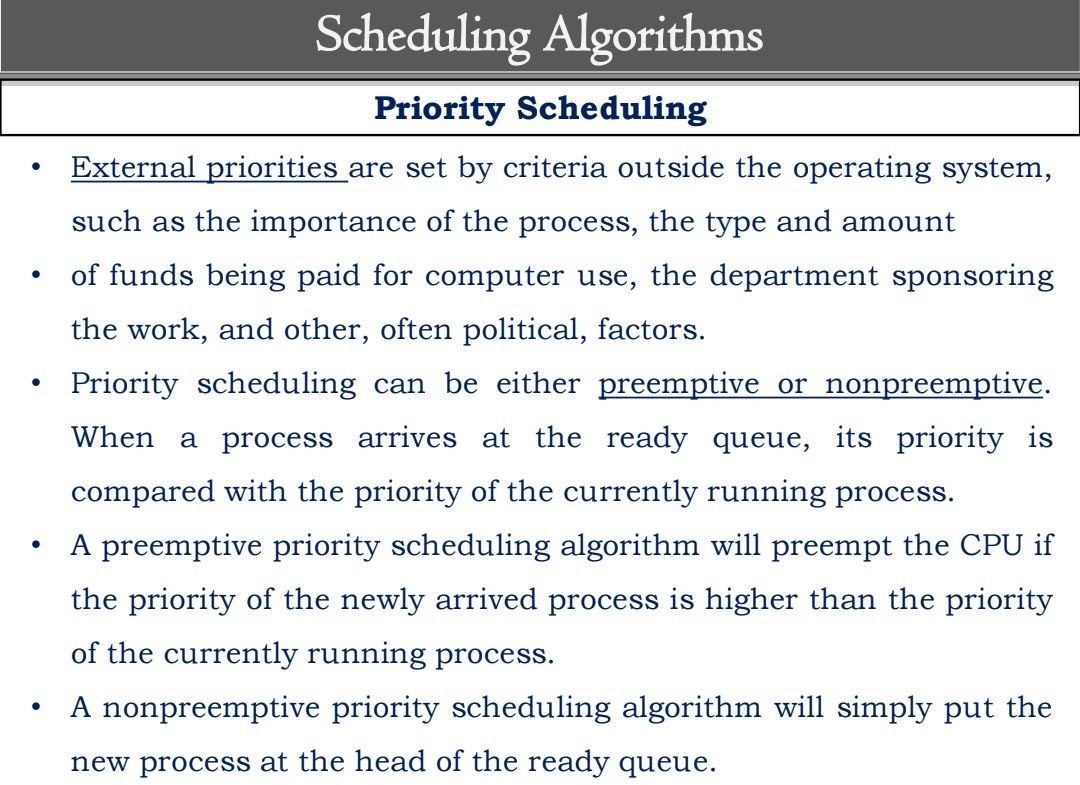 Scheduling Algorithms
Priority Scheduling
• External priorities are set by criteria outside the operating system,
such as the importance of the process, the type and amount
• of funds being paid for computer use, the department sponsoring
the work, and other, often political, factors.
• Priority scheduling can be either preemptive or nonpreemptive.
When a process arrives at the ready queue, its priority is
compared with the priority of the currently running process.
• A preemptive priority scheduling algorithm will preempt the CPU if
the priority of the newly arrived process is higher than the priority
of the currently running process.
• A nonpreemptive priority scheduling algorithm will simply put the
new process at the head of the ready queue.